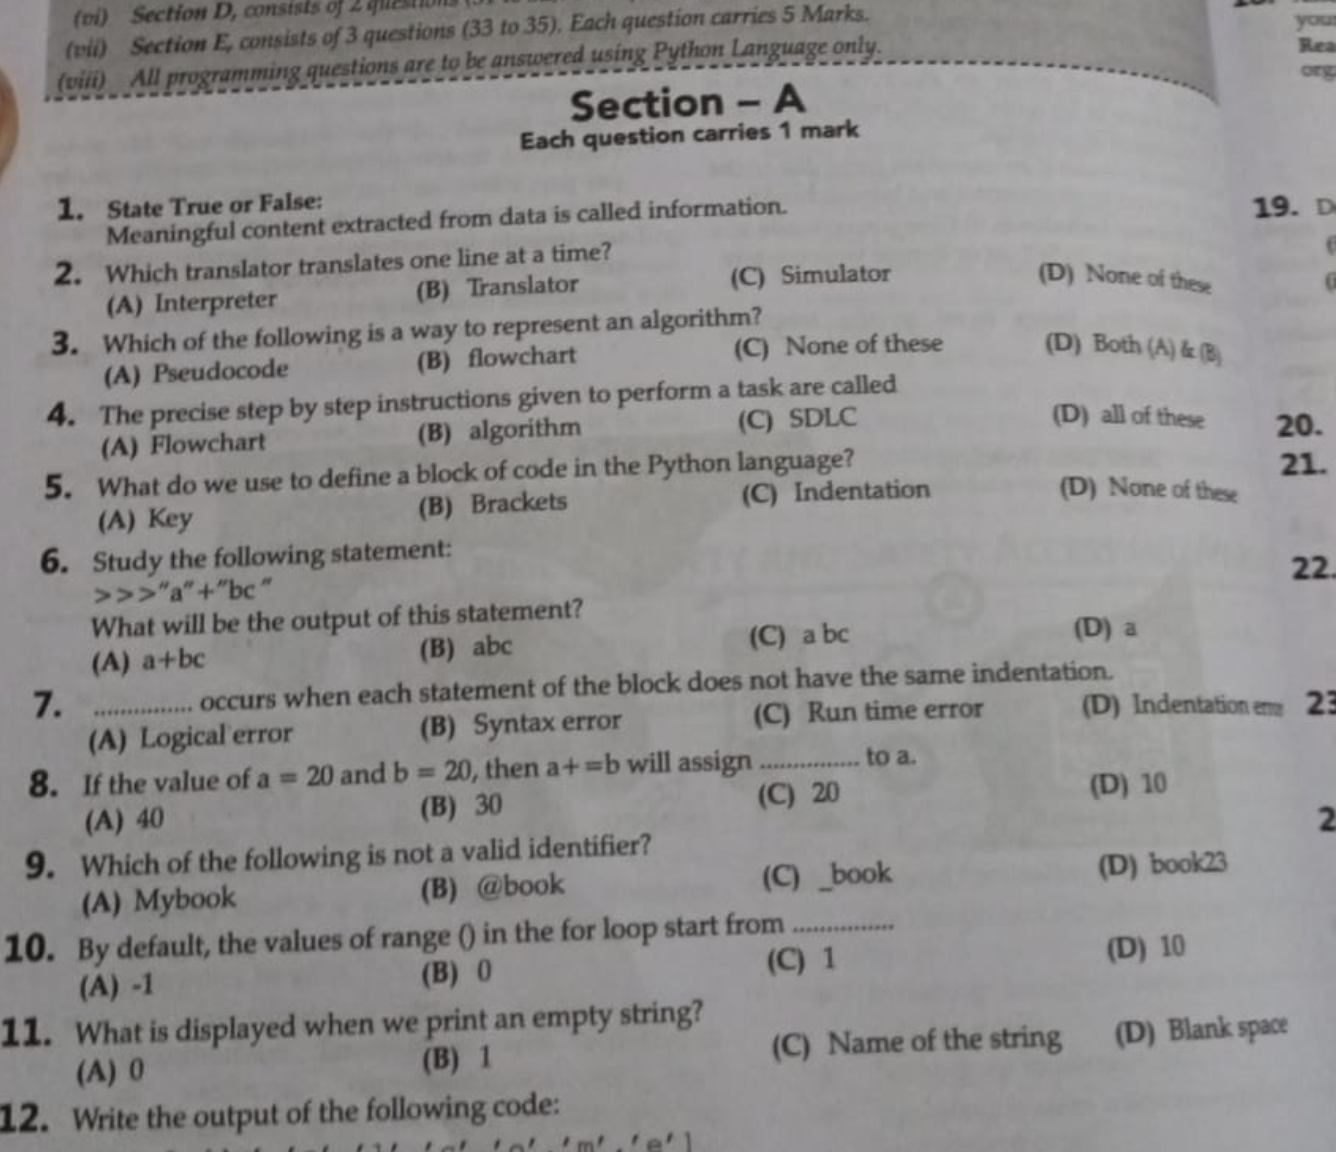 (vi) Section D, consists of 2 questions
(vii) Section E, consists of 3 questions (33 to 35). Each question carries 5 Marks.
(viii) All programming questions are to be answered using Python Language only.
Section – A
Each question carries 1 mark
1. State True or False:
Meaningful content extracted from data is called information.
2. Which translator translates one line at a time?
(A) Interpreter (B) Translator (C) Simulator (D) None of these
3. Which of the following is a way to represent an algorithm?
(A) Pseudocode (B) flowchart (C) None of these (D) Both (A) & (B)
4. The precise step by step instructions given to perform a task are called
(A) Flowchart (B) algorithm (C) SDLC (D) all of these
5. What do we use to define a block of code in the Python language?
(A) Key (B) Brackets (C) Indentation (D) None of these
6. Study the following statement:
>>>"a"+"bc"
What will be the output of this statement?
(A) a+bc (B) abc (C) a bc (D) a
7. ............... occurs when each statement of the block does not have the same indentation.
(A) Logical error (B) Syntax error (C) Run time error (D) Indentation error
8. If the value of a = 20 and b = 20, then a+=b will assign ............... to a.
(A) 40 (B) 30 (C) 20 (D) 10
9. Which of the following is not a valid identifier?
(A) Mybook (B) @book (C) _book (D) book23
10. By default, the values of range () in the for loop start from ...............
(A) -1 (B) 0 (C) 1 (D) 10
11. What is displayed when we print an empty string?
(A) 0 (B) 1 (C) Name of the string (D) Blank space
12. Write the output of the following code:
'm', 'e']
19.
20.
21.
22.
23
2